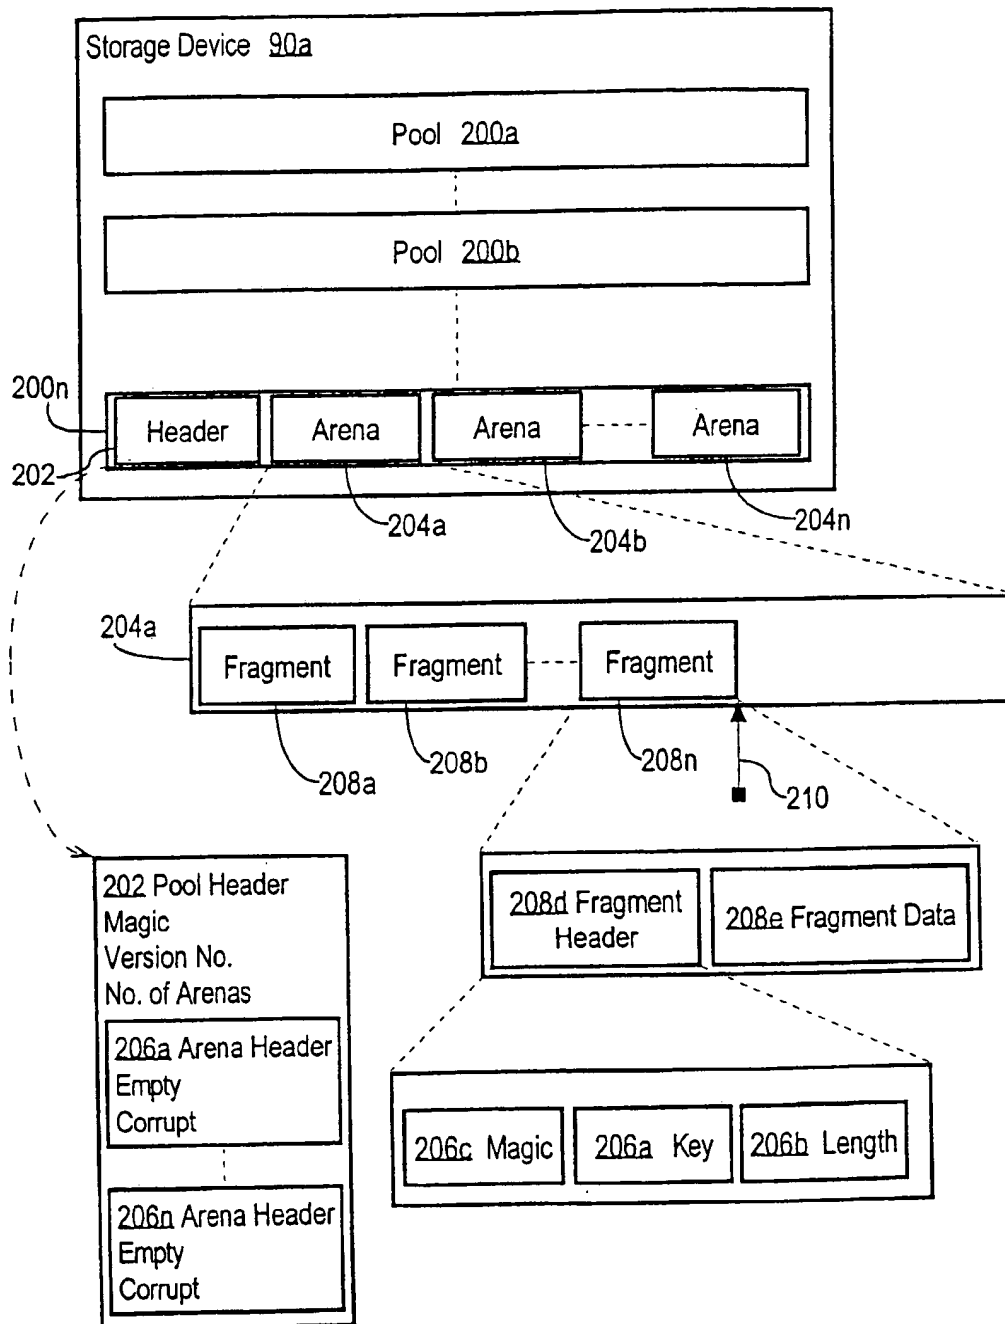 Storage Device 90a
Pool 200a
Pool 200b
200n
Header
Arena
Arena
Arena
202
204a
204b
204n
204a
Fragment
Fragment
Fragment
208a
208b
208n
210
202 Pool Header
Magic
Version No.
No. of Arenas
206a Arena Header
Empty
Corrupt
206n Arena Header
Empty
Corrupt
208d Fragment
Header
208e Fragment Data
206c Magic
206a Key
206b Length